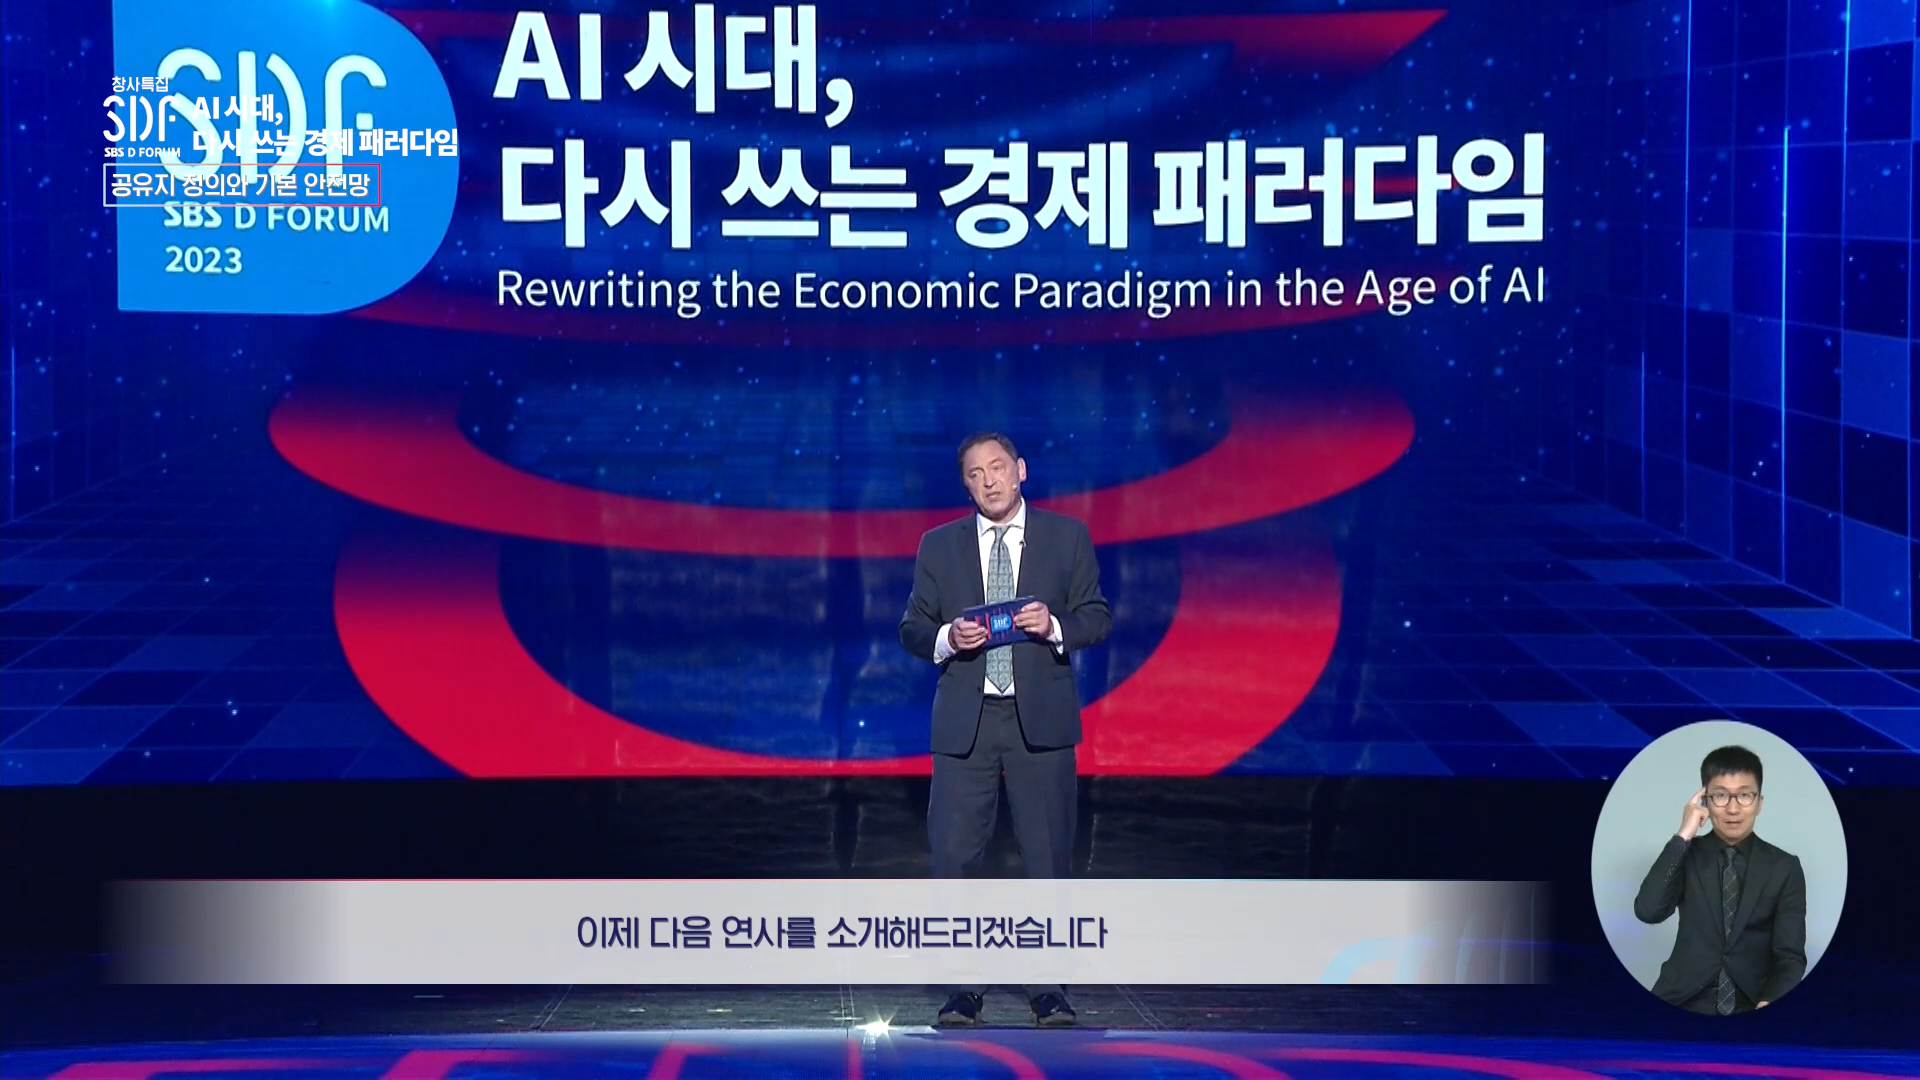 창사특집
SDF
SBS D FORUM
AI 시대,
다시 쓰는 경제 패러다임
공유지 정의와 기본 안전망
SDF
SBS D FORUM
2023
AI 시대,
다시 쓰는 경제 패러다임
Rewriting the Economic Paradigm in the Age of AI
SDF
이제 다음 연사를 소개해드리겠습니다